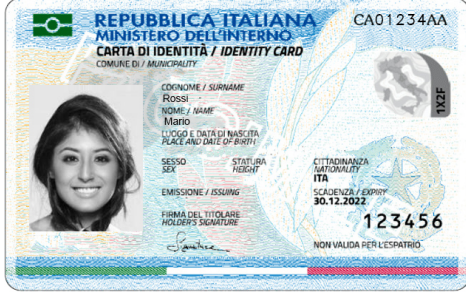 REPUBBLICA ITALIANA
CA01234AA
MINISTERO DELL'INTERNO
CARTA DI IDENTITÀ / IDENTITY CARD
COMUNE DI / MUNICIPALITY
COGNOME / SURNAME
Rossi
NOME / NAME
Mario
LUOGO E DATA DI NASCITA
PLACE AND DATE OF BIRTH
SESSO
SEX
STATURA
HEIGHT
CITTADINANZA
NATIONALITY
ITA
EMISSIONE / ISSUING
SCADENZA / EXPIRY
30.12.2022
FIRMA DEL TITOLARE
HOLDER'S SIGNATURE
123456
NON VALIDA PER L'ESPATRIO
1X2F